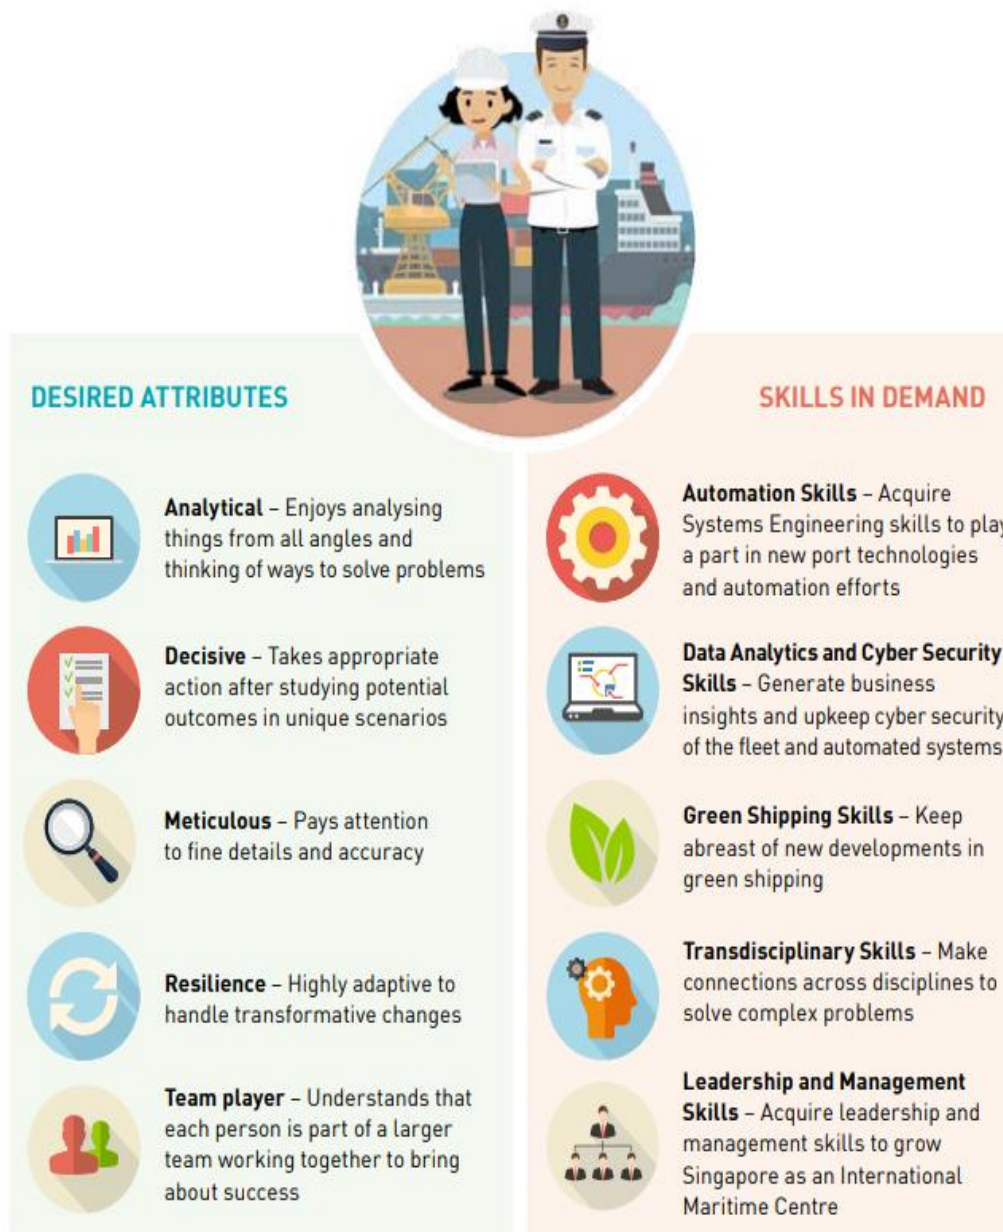 DESIRED ATTRIBUTES
Analytical – Enjoys analysing
things from all angles and
thinking of ways to solve problems
Decisive – Takes appropriate
action after studying potential
outcomes in unique scenarios
Meticulous – Pays attention
to fine details and accuracy
Resilience – Highly adaptive to
handle transformative changes
Team player – Understands that
each person is part of a larger
team working together to bring
about success
SKILLS IN DEMAND
Automation Skills – Acquire
Systems Engineering skills to play
a part in new port technologies
and automation efforts
Data Analytics and Cyber Security
Skills – Generate business
insights and upkeep cyber security
of the fleet and automated systems
Green Shipping Skills – Keep
abreast of new developments in
green shipping
Transdisciplinary Skills – Make
connections across disciplines to
solve complex problems
Leadership and Management
Skills – Acquire leadership and
management skills to grow
Singapore as an International
Maritime Centre